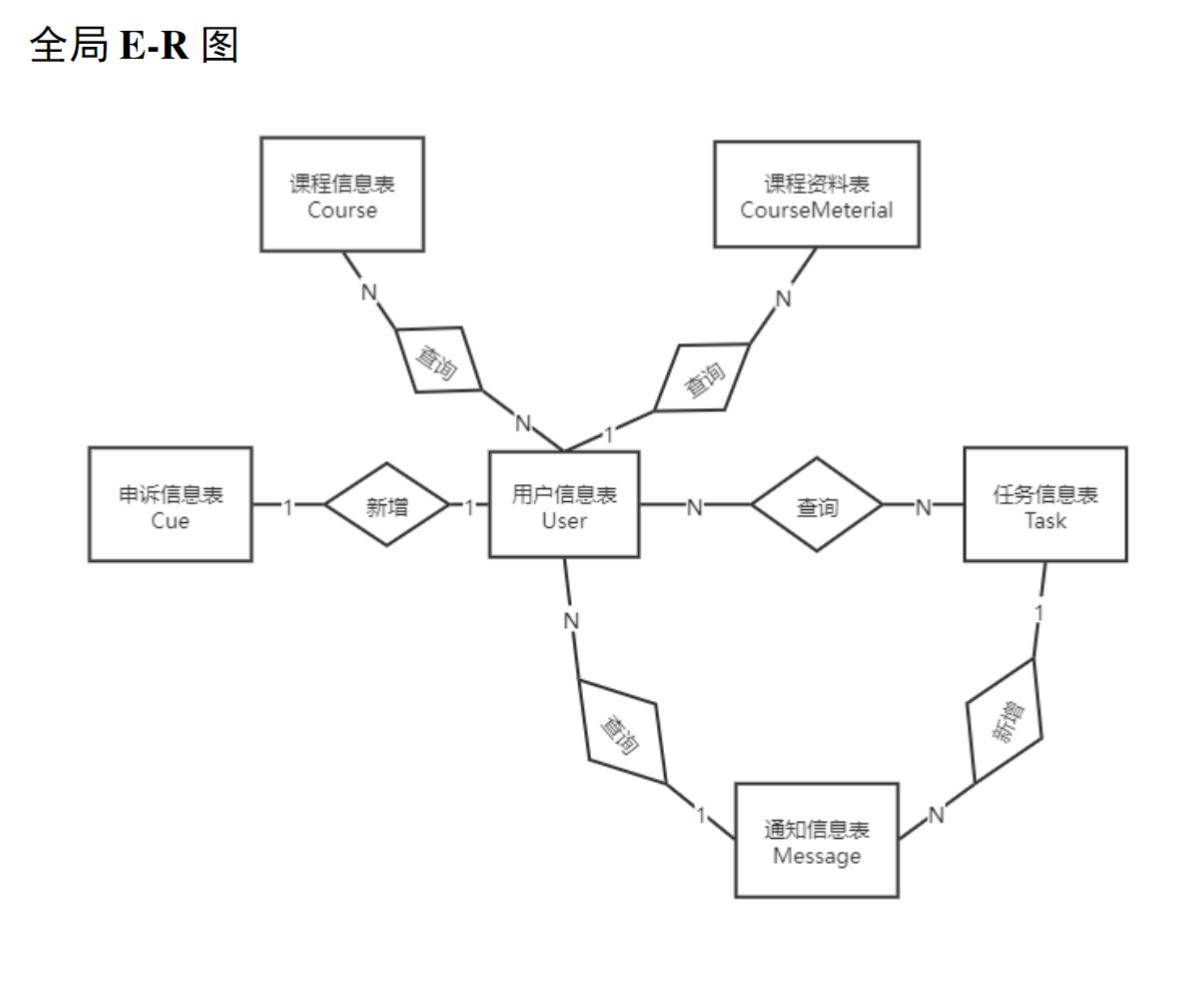 全局 E-R 图
课程信息表
Course
课程资料表
CourseMeterial
N
N
查询
查询
N
1
申诉信息表
Cue
1
新增
1
用户信息表
User
N
查询
N
任务信息表
Task
N
1
查询
新增
1
N
通知信息表
Message